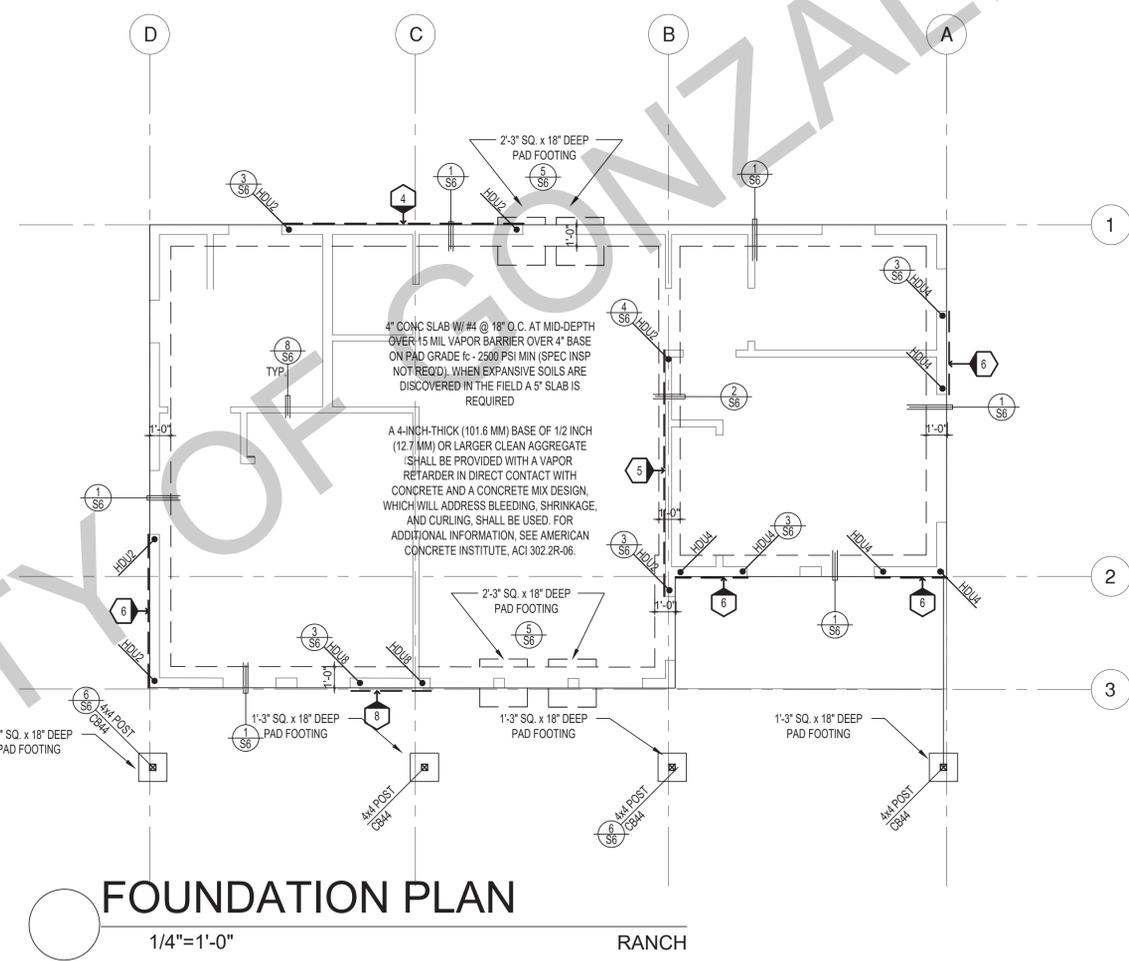 D
C
B
A
2'-3" SQ. x 18" DEEP
PAD FOOTING
5
S6
1
S6
1
S6
3
S6
HDU2
4
HDU2
1
1'-0"
3
S6
HDU4
4
S6
HDU2
4" CONC SLAB W/ #4 @ 18" O.C. AT MID-DEPTH
OVER 15 MIL VAPOR BARRIER OVER 4" BASE
ON PAD GRADE fc - 2500 PSI MIN (SPEC INSP
NOT REQ'D). WHEN EXPANSIVE SOILS ARE
DISCOVERED IN THE FIELD A 5" SLAB IS
REQUIRED
8
S6
TYP.
HDU4
6
2
S6
1
S6
1'-0"
1'-0"
A 4-INCH-THICK (101.6 MM) BASE OF 1/2 INCH
(12.7 MM) OR LARGER CLEAN AGGREGATE
SHALL BE PROVIDED WITH A VAPOR
RETARDER IN DIRECT CONTACT WITH
CONCRETE AND A CONCRETE MIX DESIGN,
WHICH WILL ADDRESS BLEEDING, SHRINKAGE,
AND CURLING, SHALL BE USED. FOR
ADDITIONAL INFORMATION, SEE AMERICAN
CONCRETE INSTITUTE, ACI 302.2R-06.
5
1
S6
1'-0"
3
S6
HDU2
HDU4
HDU4
3
S6
HDU4
HDU4
HDU2
2
6
2'-3" SQ. x 18" DEEP
PAD FOOTING
5
S6
1'-0"
6
6
1
S6
HDU2
3
S6
HDU8
HDU8
1'-0"
3
6
S6
4x4 POST
CB44
" SQ. x 18" DEEP
PAD FOOTING
1
S6
8
1'-3" SQ. x 18" DEEP
PAD FOOTING
1'-3" SQ. x 18" DEEP
PAD FOOTING
1'-3" SQ. x 18" DEEP
PAD FOOTING
4x4 POST
CB44
6
S6
4x4 POST
CB44
4x4 POST
CB44
FOUNDATION PLAN
1/4"=1'-0"
RANCH
TY OF GONZAL